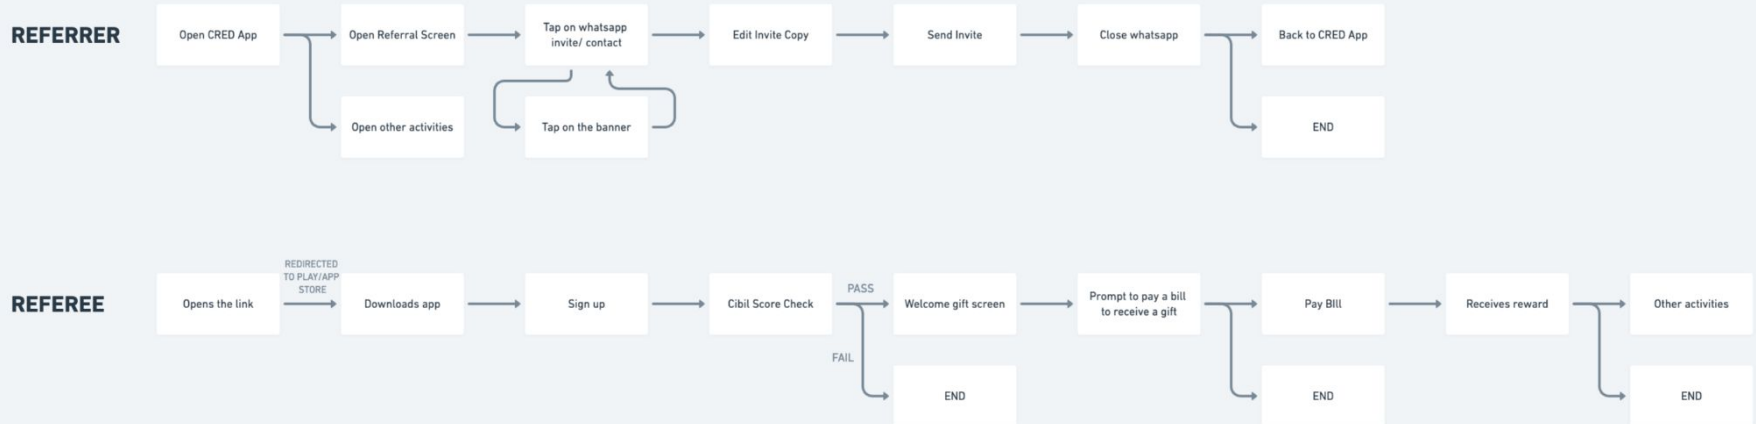 REFERRER
Open CRED App
Open Referral Screen
Tap on whatsapp
invite/ contact
Edit Invite Copy
Send Invite
Close whatsapp
Back to CRED App
Open other activities
Tap on the banner
END
REFEREE
Opens the link
REDIRECTED
TO PLAY/APP
STORE
Downloads app
Sign up
Cibil Score Check
PASS
FAIL
Welcome gift screen
Prompt to pay a bill
to receive a gift
Pay BIll
Receives reward
Other activities
END
END
END